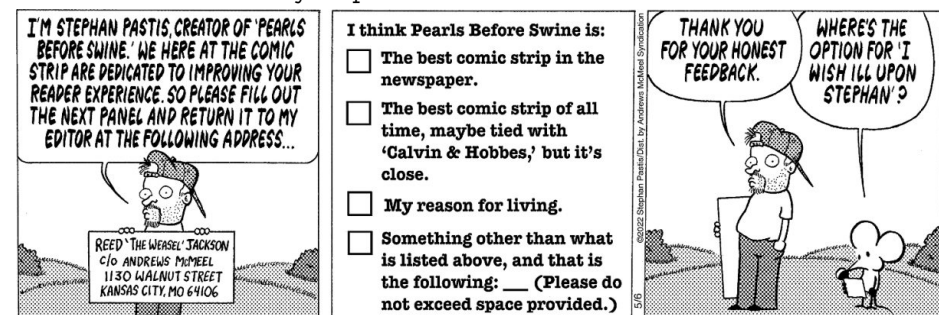 I'M STEPHAN PASTIS, CREATOR OF 'PEARLS
BEFORE SWINE.' WE HERE AT THE COMIC
STRIP ARE DEDICATED TO IMPROVING YOUR
READER EXPERIENCE. SO PLEASE FILL OUT
THE NEXT PANEL AND RETURN IT TO MY
EDITOR AT THE FOLLOWING ADDRESS...
REED 'THE WEASEL' JACKSON
C/O ANDREWS McMEEL
1130 WALNUT STREET
KANSAS CITY, MO 64106
I think Pearls Before Swine is:
The best comic strip in the
newspaper.
The best comic strip of all
time, maybe tied with
'Calvin & Hobbes,' but it's
close.
My reason for living.
Something other than what
is listed above, and that is
the following: __ (Please do
not exceed space provided.)
©2022 Stephan Pastis/Dist. by Andrews McMeel Syndication
5/6
THANK YOU
FOR YOUR HONEST
FEEDBACK.
WHERE'S THE
OPTION FOR 'I
WISH ILL UPON
STEPHAN'?